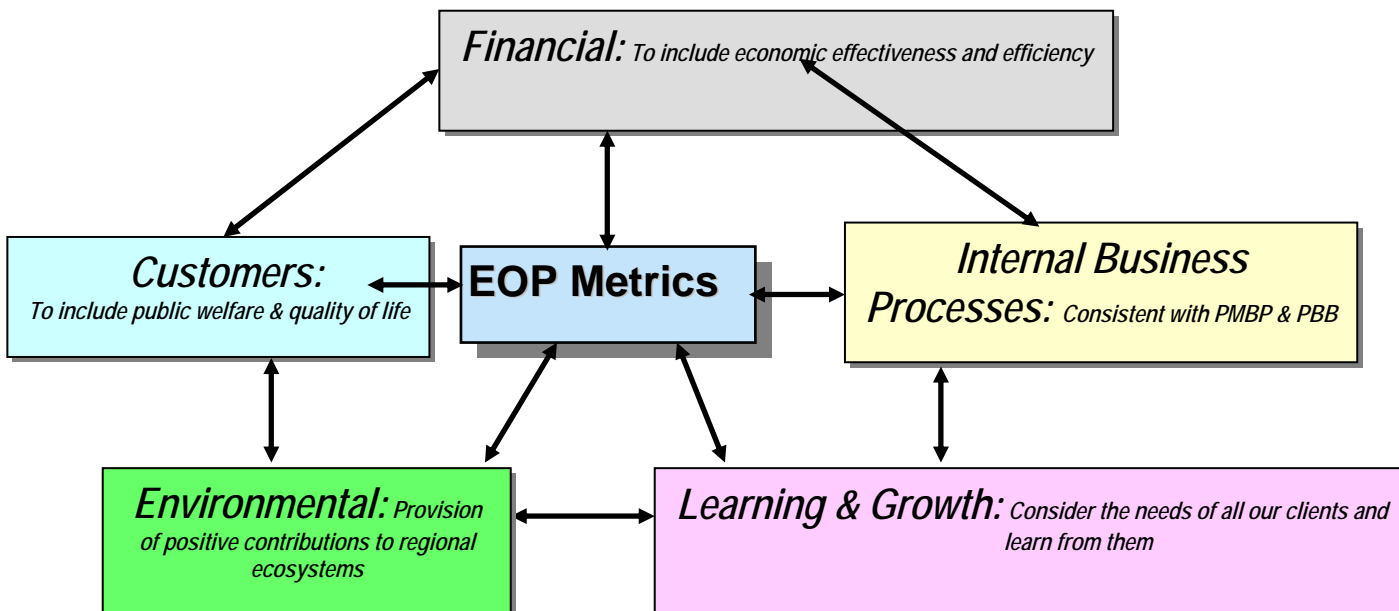 Financial: To include economic effectiveness and efficiency
Customers:
To include public welfare & quality of life
EOP Metrics
Internal Business
Processes: Consistent with PMBP & PBB
Environmental: Provision
of positive contributions to regional
ecosystems
Learning & Growth: Consider the needs of all our clients and
learn from them